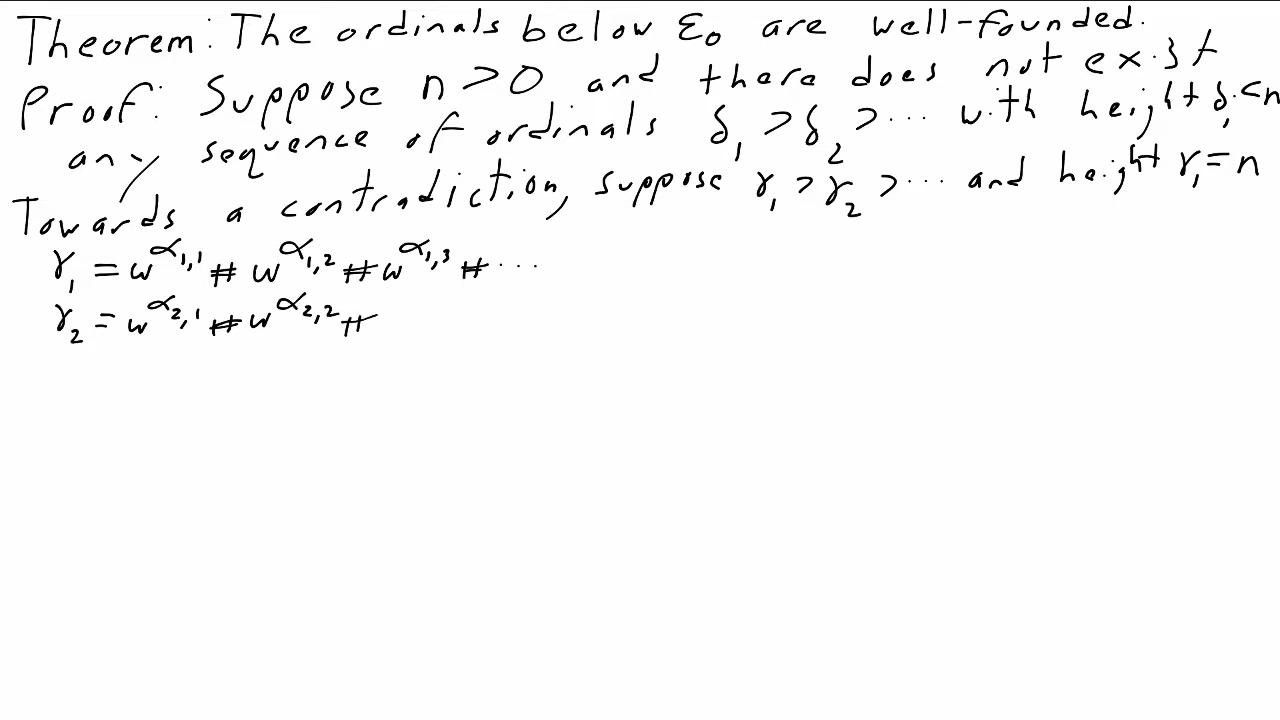 Theorem: The ordinals below ε₀ are well-founded.
Proof: Suppose n > 0 and there does not exist
any sequence of ordinals δ₁ > δ₂ > ··· with height δ₁ < n
Towards a contradiction, suppose γ₁ > γ₂ > ··· and height γ₁ = n
γ₁ = w^α₁,₁ # w^α₁,₂ # w^α₁,₃ # ···
γ₂ = w^α₂,₁ # w^α₂,₂ #